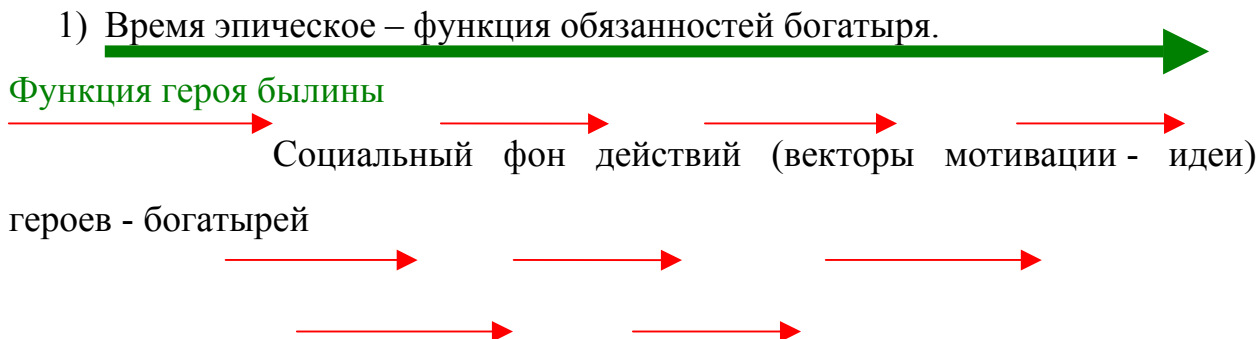 1) Время эпическое – функция обязанностей богатыря.
Функция героя былины
Социальный фон действий (векторы мотивации - идеи)
героев - богатырей